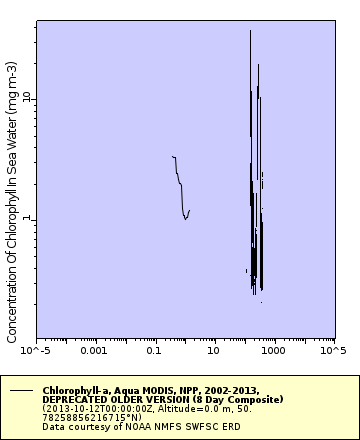 Concentration Of Chlorophyll In Sea Water (mg m-3)
10
1
10^-5
0.001
0.1
10
1000
10^5
Chlorophyll-a, Aqua MODIS, NPP, 2002-2013,
DEPRECATED OLDER VERSION (8 Day Composite)
(2013-10-12T00:00:00Z, Altitude=0.0 m, 50.
78258856216715°N)
Data courtesy of NOAA NMFS SWFSC ERD